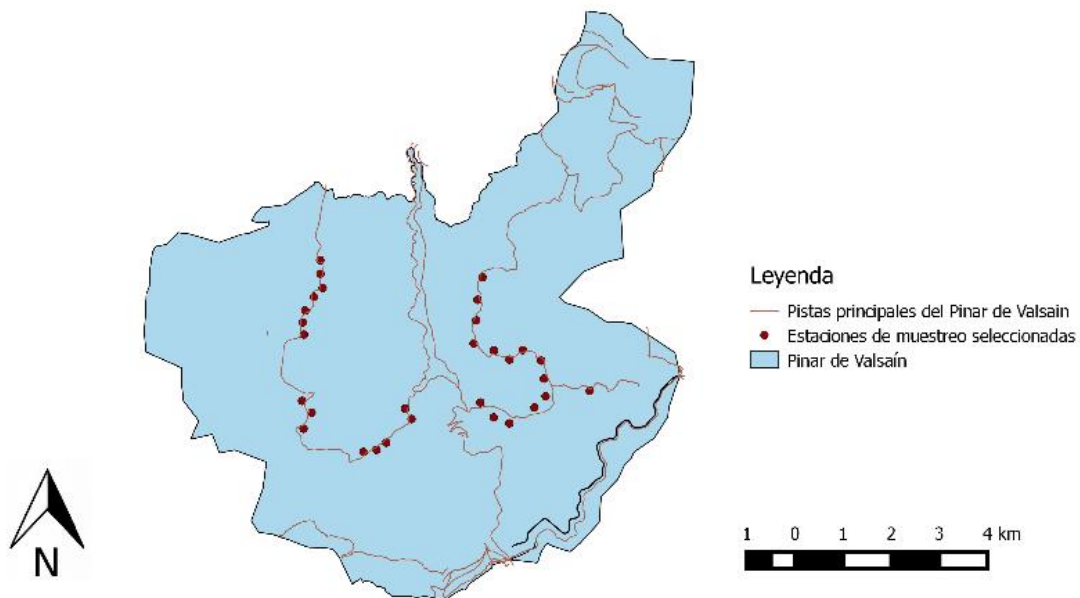 Leyenda
Pistas principales del Pinar de Valsain
Estaciones de muestreo seleccionadas
Pinar de Valsaín
N
1 0 1 2 3 4 km